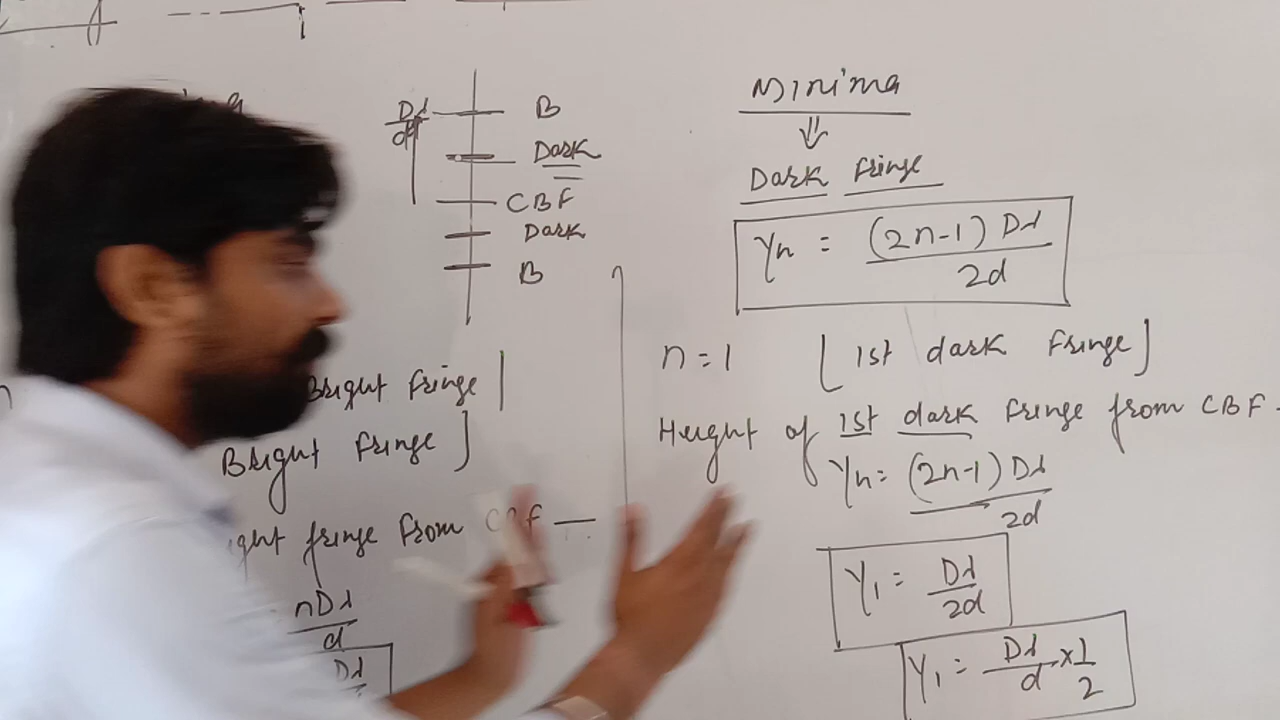 Dλ/d B
Dark
CBF
Dark
B
Bright fringe
Bright fringe]
fringe from CBF —
nDλ/d
Dλ
Minima
⇓
Dark Fringe
Yn = (2n-1) Dλ/2d
n = 1 [1st dark fringe]
Height of 1st dark fringe from CBF -
Yn = (2n-1) Dλ/2d
Y1 = Dλ/2d
Y1 = Dλ/d × 1/2